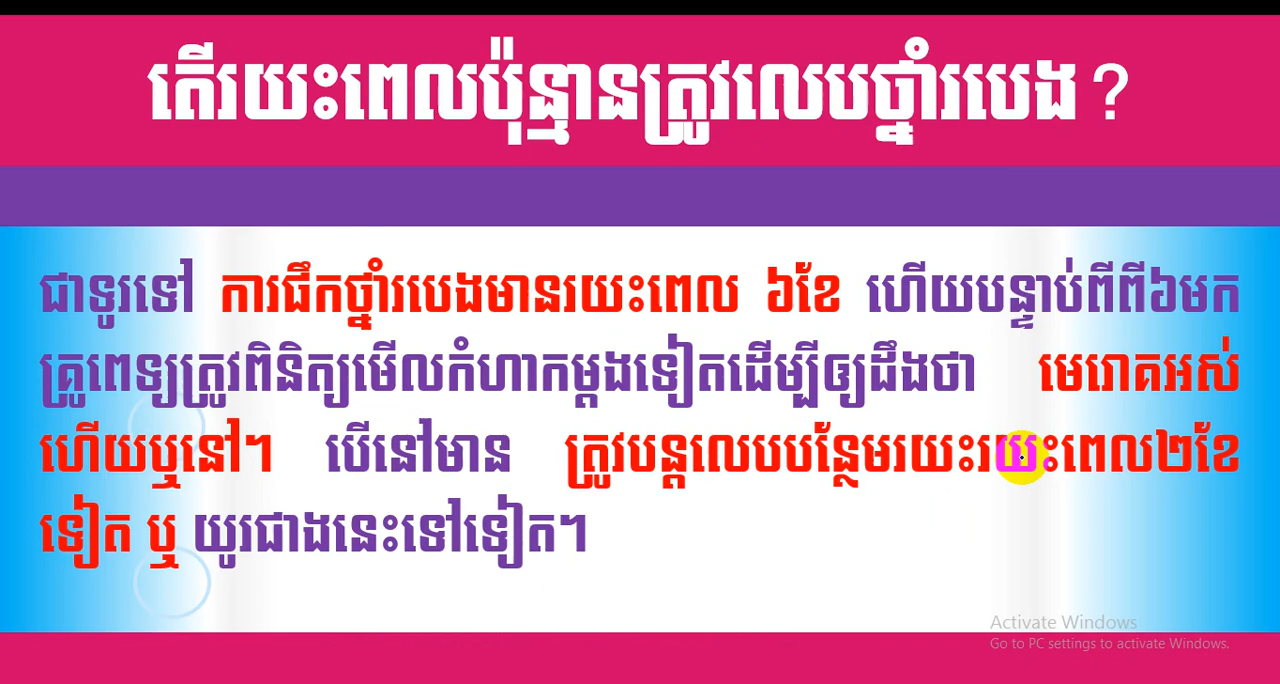 តើរយះពេលប៉ុន្មានត្រូវលេបថ្នាំរបេង?
ជាទូរទៅ ការផឹកថ្នាំរបេងមានរយះពេល ៦ខែ ហើយបន្ទាប់ពីពី៦មក
គ្រូពេទ្យត្រូវពិនិត្យមើលកំហាកម្តងទៀតដើម្បីឲ្យដឹងថា មេរោគអស់
ហើយឬនៅ។ បើនៅមាន ត្រូវបន្តលេបបន្ថែមរយះរយះពេល២ខែ
ទៀត ឬ យូរជាងនេះទៅទៀត។
Activate Windows
Go to PC settings to activate Windows.